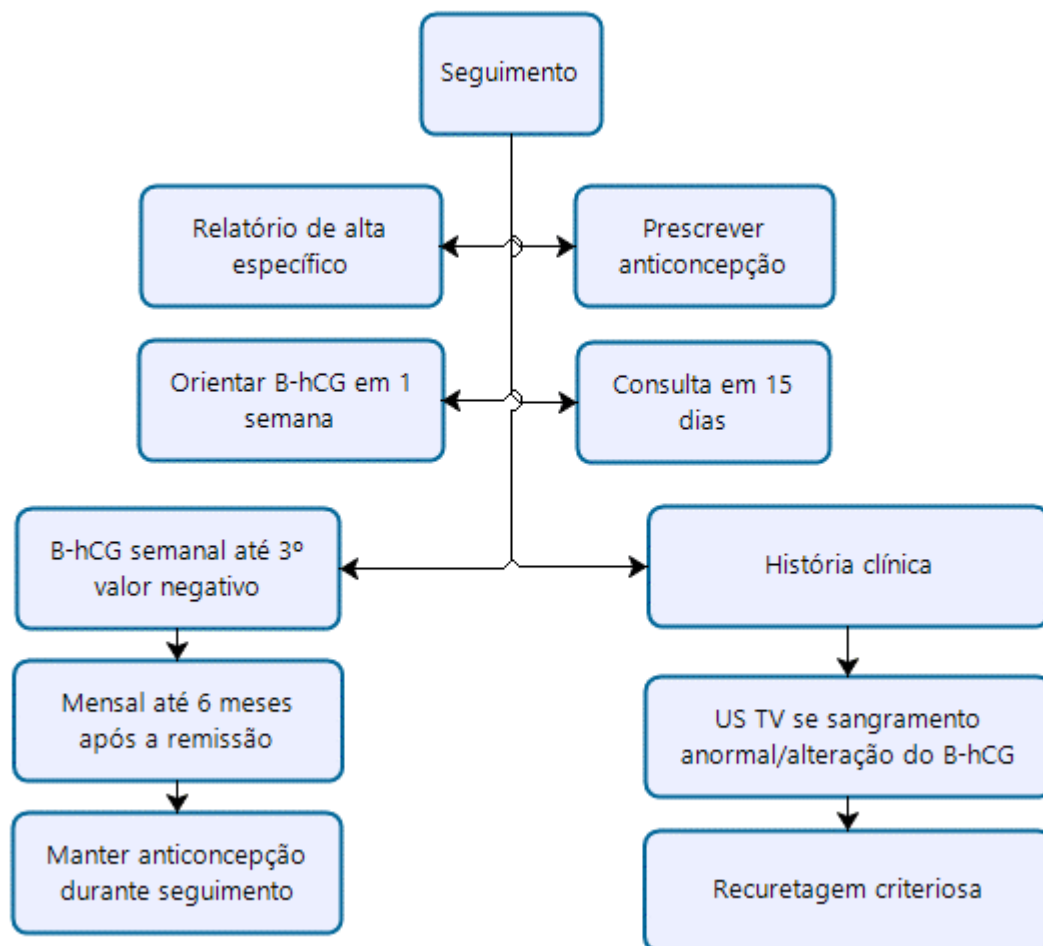 Seguimento
Relatório de alta
específico
Prescrever
anticoncepção
Orientar B-hCG em 1
semana
Consulta em 15
dias
B-hCG semanal até 3º
valor negativo
História clínica
Mensal até 6 meses
após a remissão
US TV se sangramento
anormal/alteração do B-hCG
Manter anticoncepção
durante seguimento
Recuretagem criteriosa